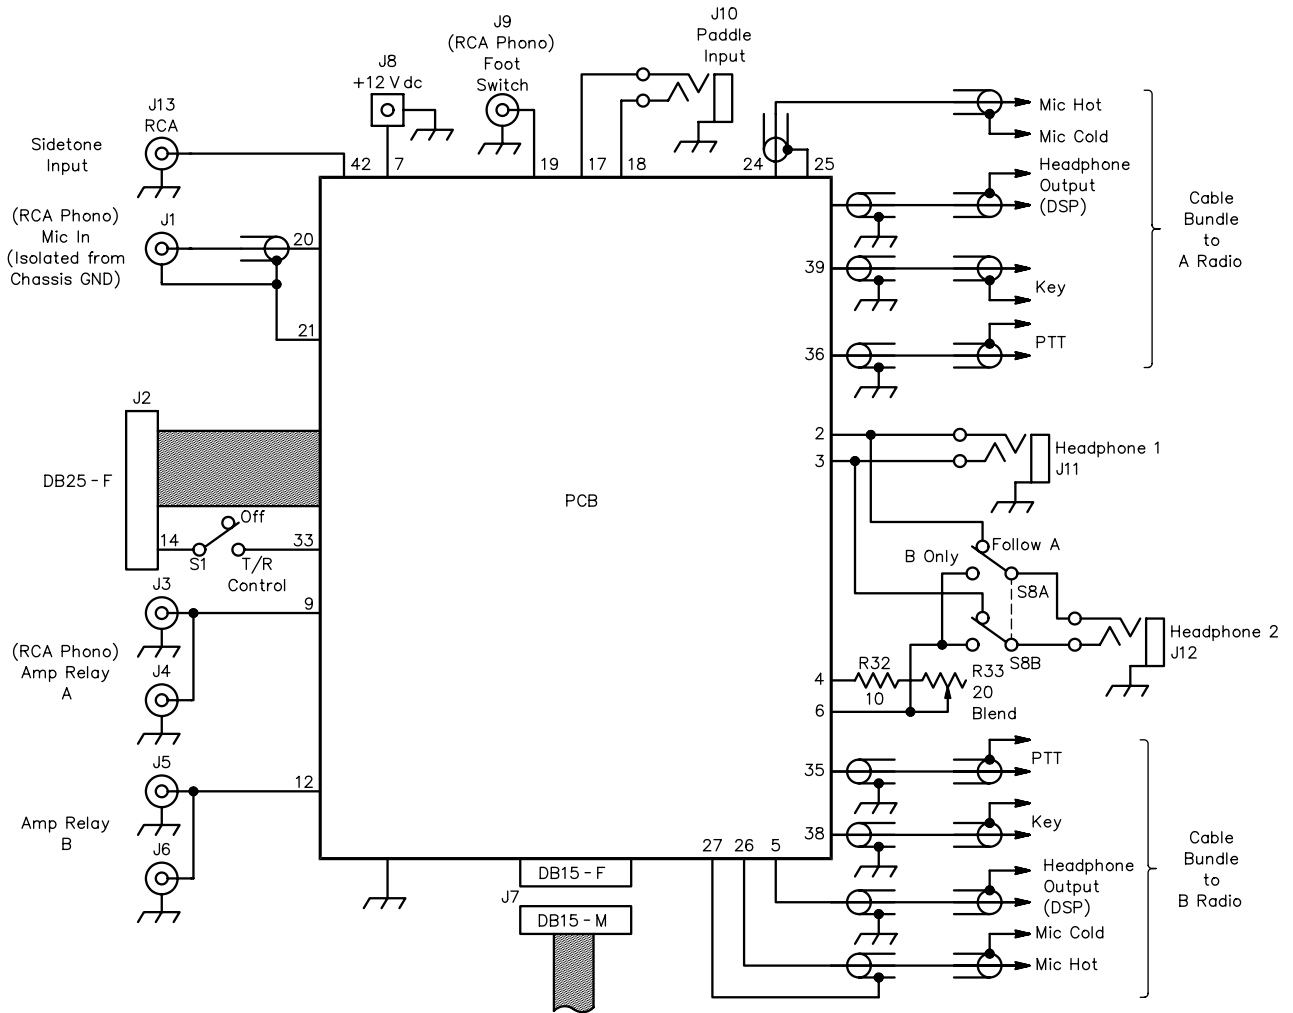 J10
Paddle
Input
J9
(RCA Phono)
Foot
Switch
J8
+12 V dc
J13
RCA
Sidetone
Input
42
7
19
17
18
24
25
(RCA Phono)
Mic In
(Isolated from
Chassis GND)
J1
20
21
J2
DB25-F
14
S1
Off
T/R
Control
33
J3
9
(RCA Phono)
Amp Relay
A
J4
J5
12
Amp Relay
B
J6
PCB
DB15-F
J7
DB15-M
27
26
5
Mic Hot
Mic Cold
Headphone
Output
(DSP)
39
Key
36
PTT
Cable
Bundle
to
A Radio
2
3
Headphone 1
J11
B Only
Follow A
S8A
S8B
Headphone 2
J12
4
R32
10
R33
20
Blend
6
35
PTT
38
Key
Headphone
Output
(DSP)
Mic Cold
Mic Hot
Cable
Bundle
to
B Radio